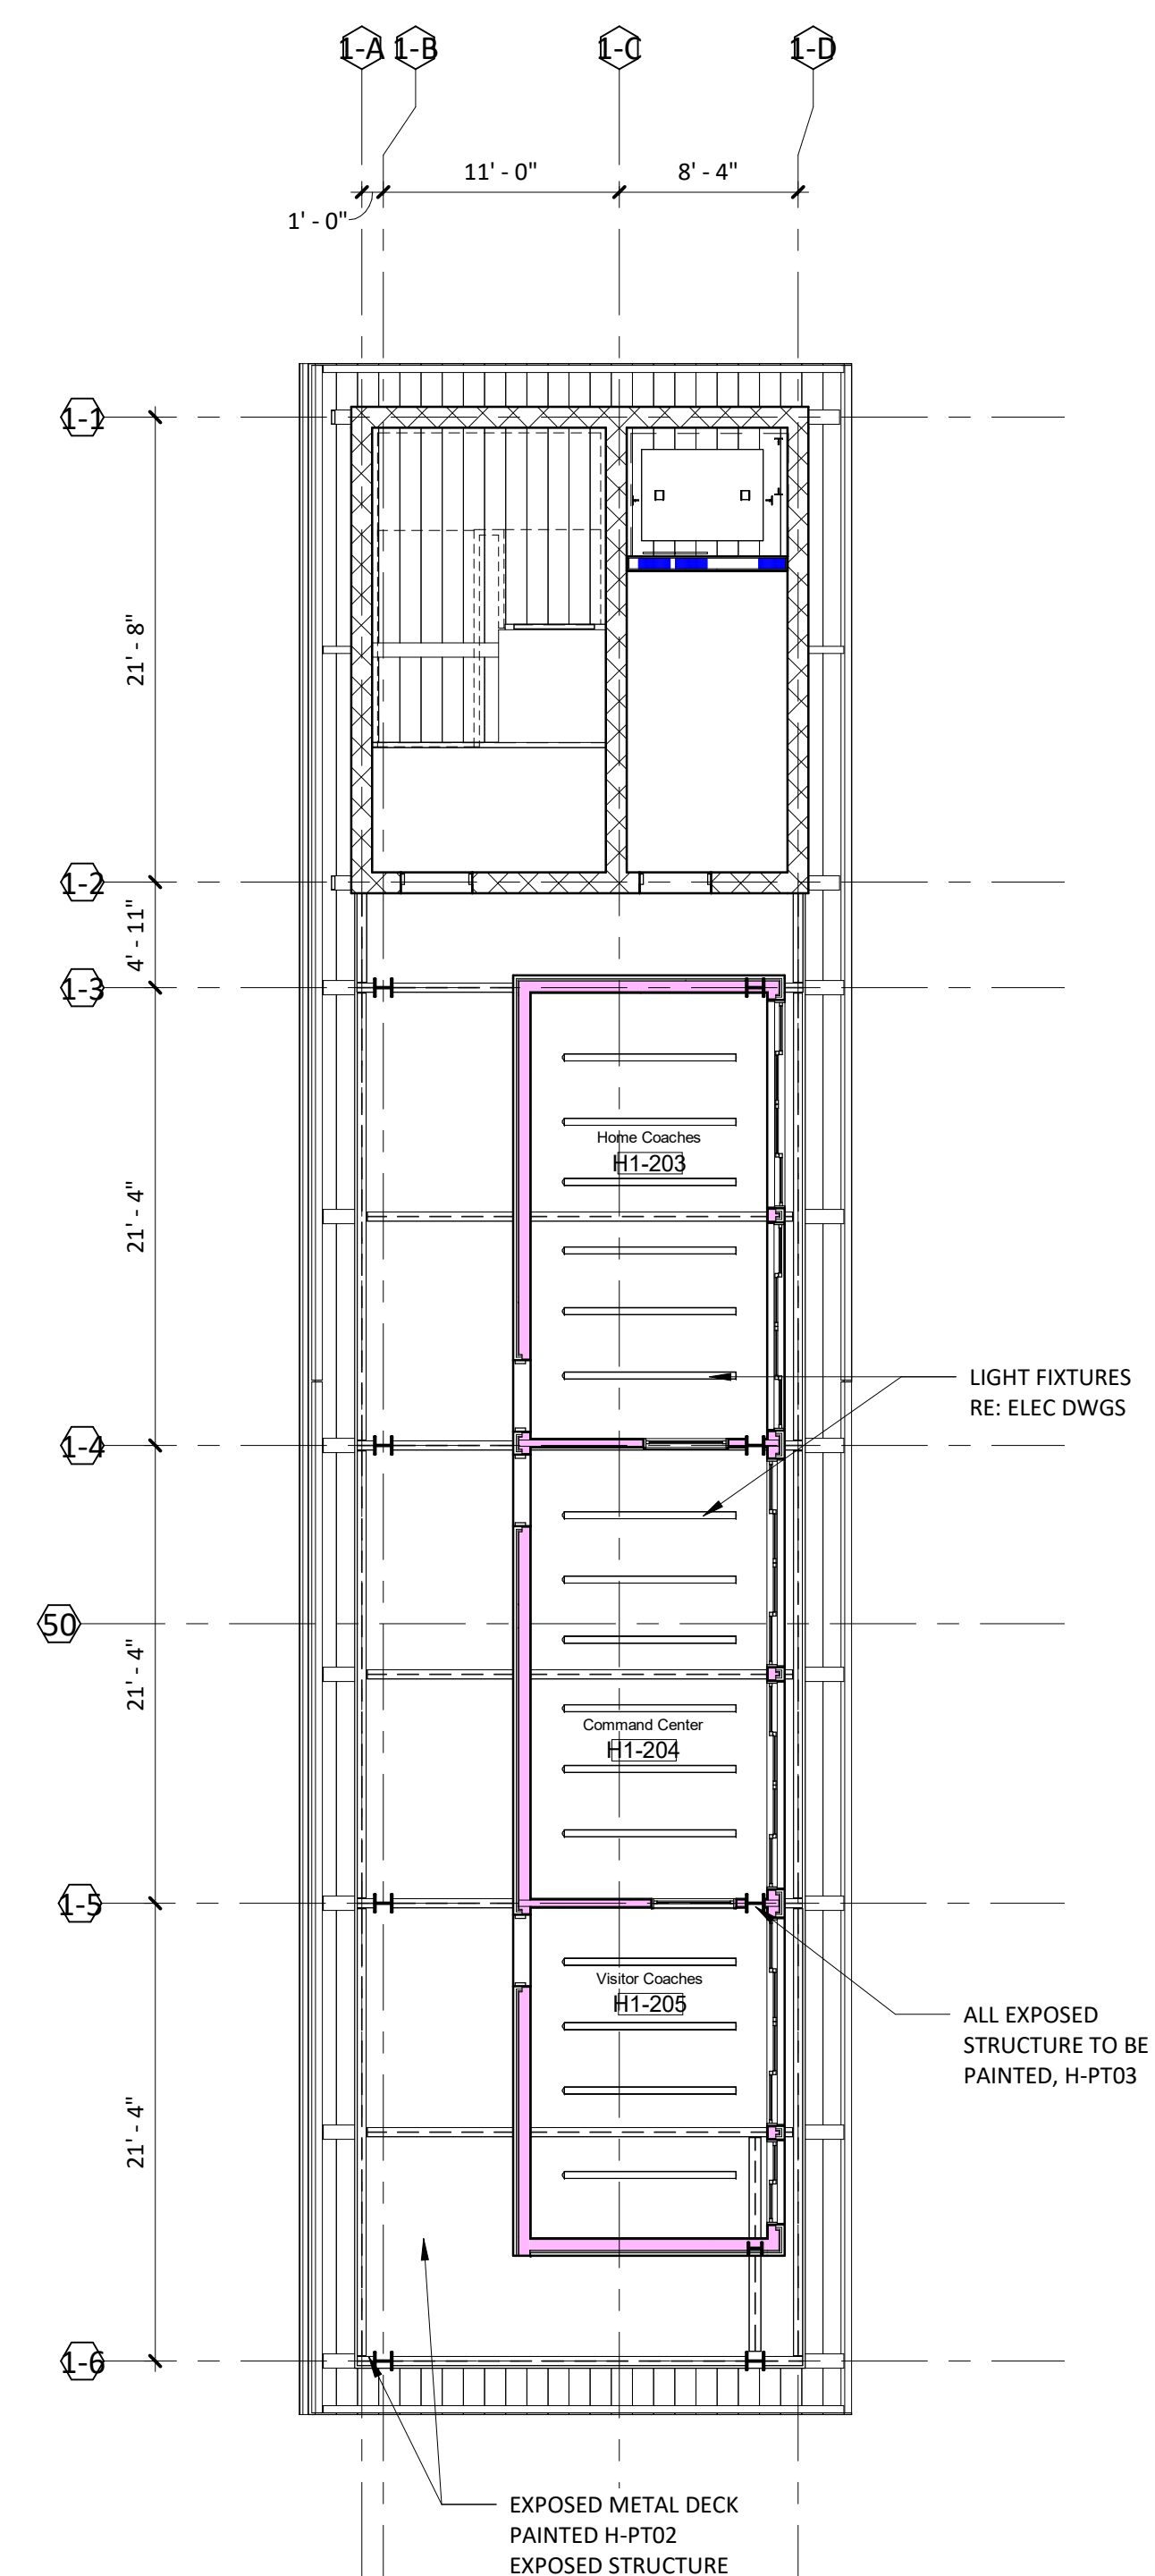 1-A 1-B 1-C 1-D
11' - 0" 8' - 4"
1' - 0"
1-1
21' - 8"
1-2
4' - 11"
1-3
Home Coaches
H1-203
21' - 4"
LIGHT FIXTURES
RE: ELEC DWGS
1-4
50
21' - 4"
Command Center
H1-204
1-5
Visitor Coaches
H1-205
ALL EXPOSED
STRUCTURE TO BE
PAINTED, H-PT03
21' - 4"
1-6
EXPOSED METAL DECK
PAINTED H-PT02
EXPOSED STRUCTURE